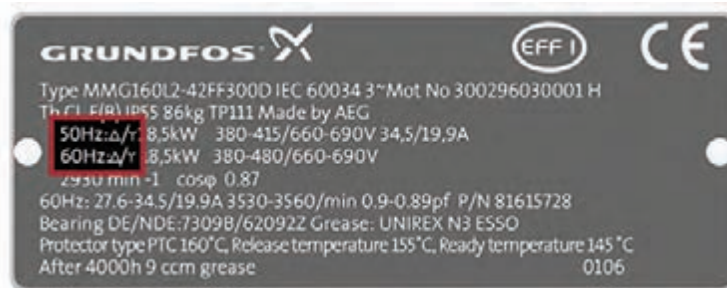 GRUNDFOS
EFF I
CE
Type MMG160L2-42FF300D IEC 60034 3~Mot No 300296030001 H
Th.Cl. F(B) IP55 86kg TP111 Made by AEG
50Hz:Δ/Y 8,5kW 380-415/660-690V 34,5/19,9A
60Hz:Δ/Y 8,5kW 380-480/660-690V
2930 min -1 cosφ 0.87
60Hz: 27.6-34.5/19.9A 3530-3560/min 0.9-0.89pf P/N 81615728
Bearing DE/NDE:7309B/62092Z Grease: UNIREX N3 ESSO
Protector type PTC 160°C, Release temperature 155°C, Ready temperature 145°C
After 4000h 9 ccm grease 0106